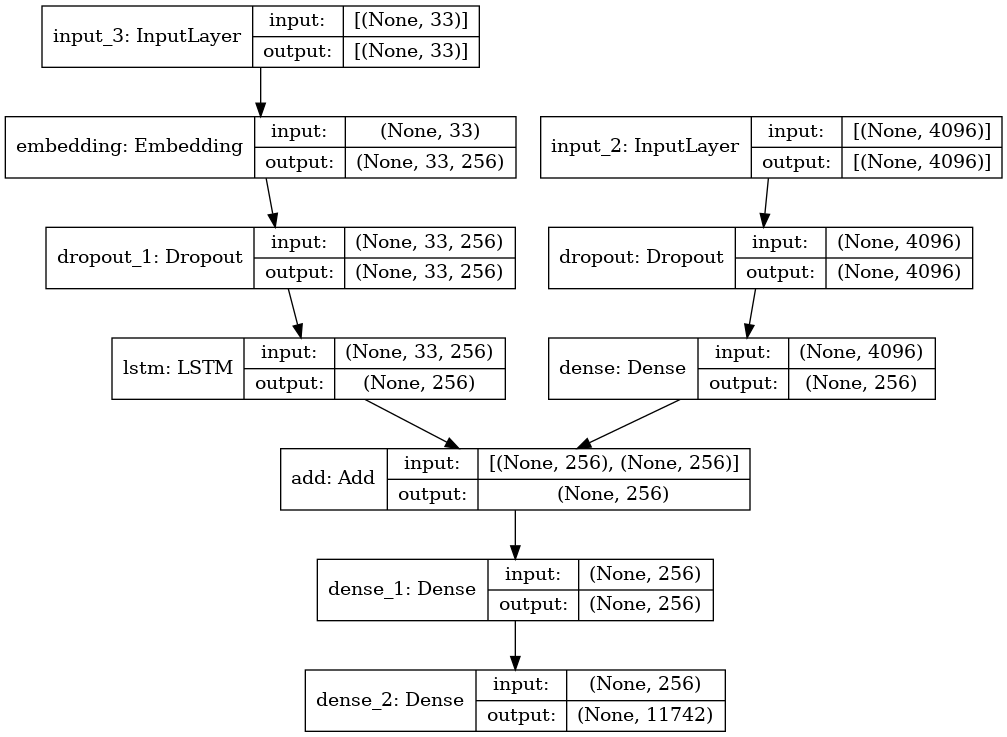 input_3: InputLayer input: [(None, 33)]
output: [(None, 33)]
embedding: Embedding input: (None, 33)
output: (None, 33, 256)
input_2: InputLayer input: [(None, 4096)]
output: [(None, 4096)]
dropout_1: Dropout input: (None, 33, 256)
output: (None, 33, 256)
dropout: Dropout input: (None, 4096)
output: (None, 4096)
lstm: LSTM input: (None, 33, 256)
output: (None, 256)
dense: Dense input: (None, 4096)
output: (None, 256)
add: Add input: [(None, 256), (None, 256)]
output: (None, 256)
dense_1: Dense input: (None, 256)
output: (None, 256)
dense_2: Dense input: (None, 256)
output: (None, 11742)